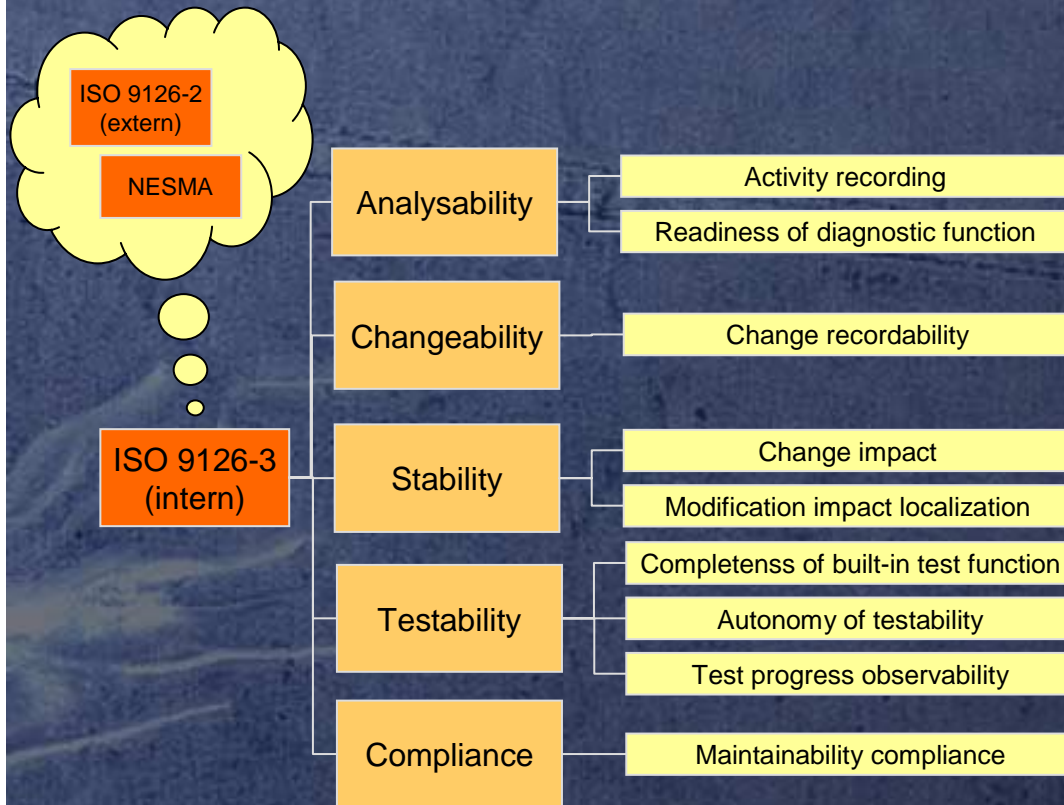 ISO 9126-2
(extern)
NESMA
ISO 9126-3
(intern)
Analysability
Activity recording
Readiness of diagnostic function
Changeability
Change recordability
Stability
Change impact
Modification impact localization
Testability
Completenss of built-in test function
Autonomy of testability
Test progress observability
Compliance
Maintainability compliance